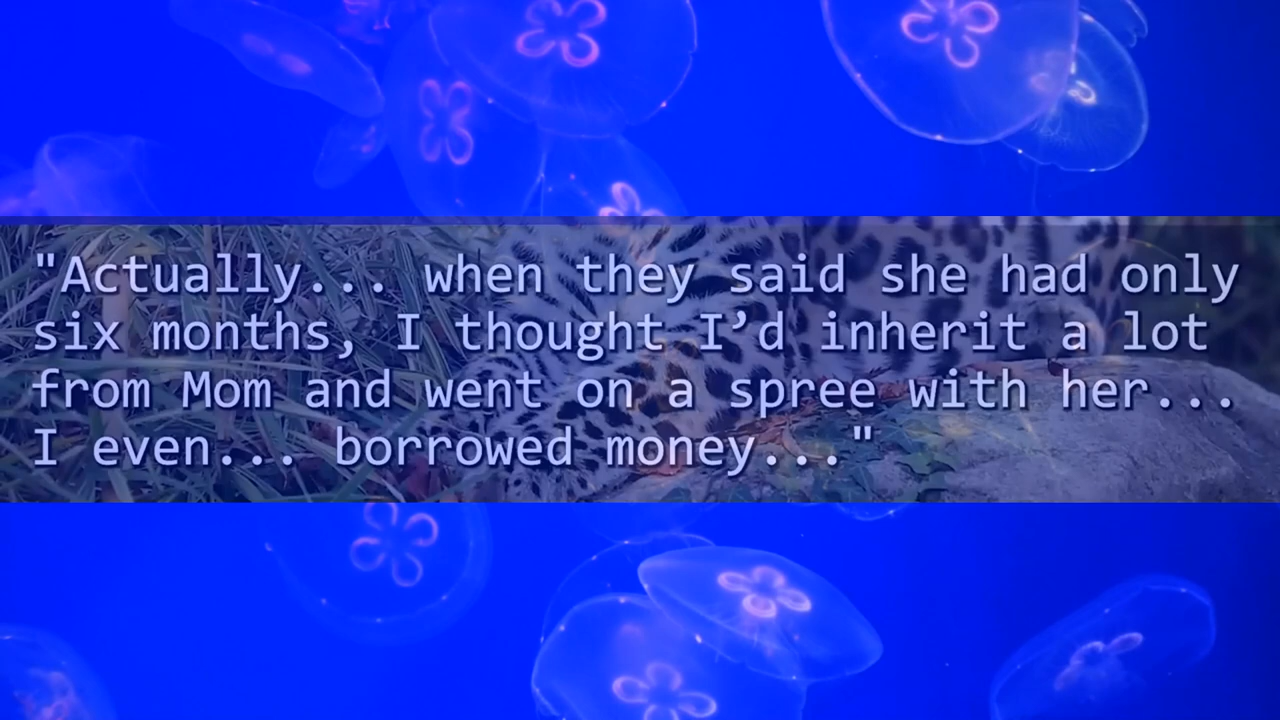 "Actually... when they said she had only
six months, I thought I’d inherit a lot
from Mom and went on a spree with her...
I even... borrowed money..."